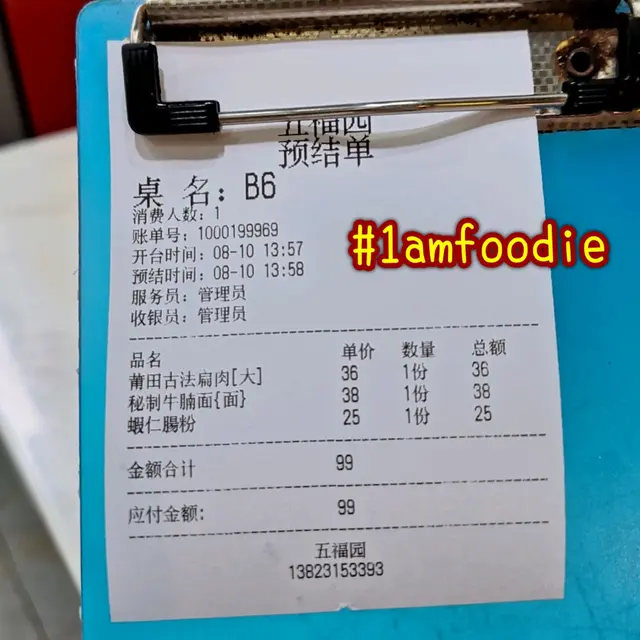 五福园
预结单
桌 名: B6
消费人数: 1
账单号: 1000199969
开台时间: 08-10 13:57
预结时间: 08-10 13:58
服务员: 管理员
收银员: 管理员
#1amfoodie
品名 单价 数量 总额
莆田古法扁肉[大] 36 1份 36
秘制牛腩面{面} 38 1份 38
蝦仁腸粉 25 1份 25
金额合计 99
应付金额: 99
五福园
13823153393